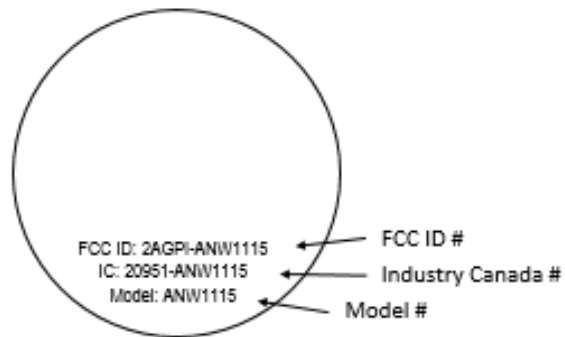 FCC ID: 2AGPI-ANW1115
FCC ID #
IC: 20951-ANW1115
Industry Canada #
Model: ANW1115
Model #